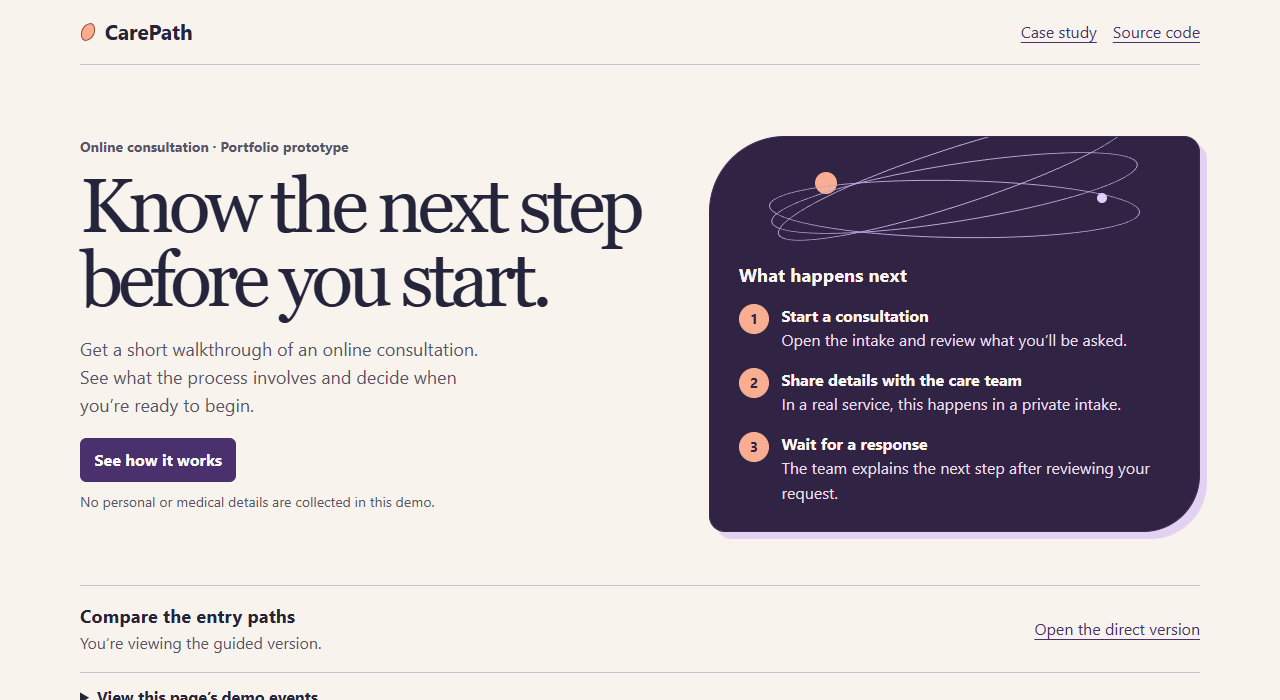 CarePath
Case study
Source code
Online consultation · Portfolio prototype
Know the next step
before you start.
Get a short walkthrough of an online consultation.
See what the process involves and decide when
you’re ready to begin.
See how it works
No personal or medical details are collected in this demo.
What happens next
1
Start a consultation
Open the intake and review what you’ll be asked.
2
Share details with the care team
In a real service, this happens in a private intake.
3
Wait for a response
The team explains the next step after reviewing your
request.
Compare the entry paths
You’re viewing the guided version.
Open the direct version
View this page’s demo events